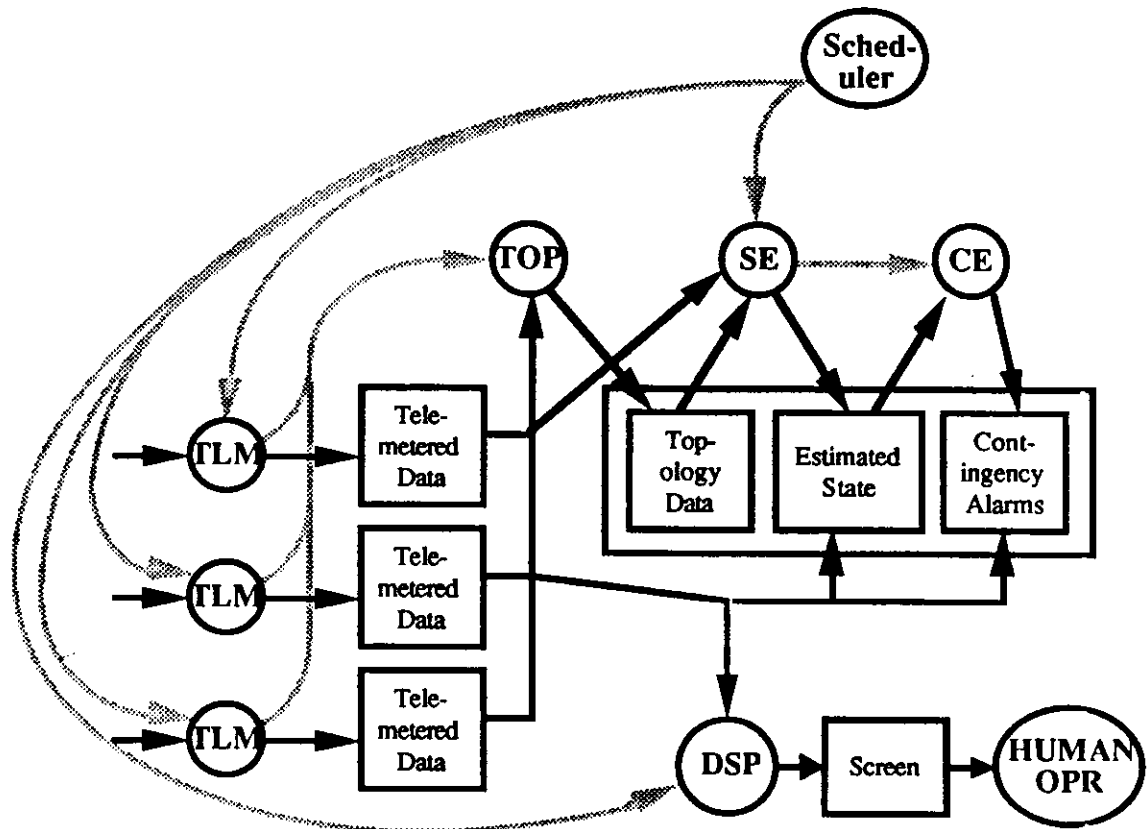 Sched-
uler
TOP
SE
CE
TLM
Tele-
metered
Data
Top-
ology
Data
Estimated
State
Cont-
ingency
Alarms
TLM
Tele-
metered
Data
TLM
Tele-
metered
Data
DSP
Screen
HUMAN
OPR